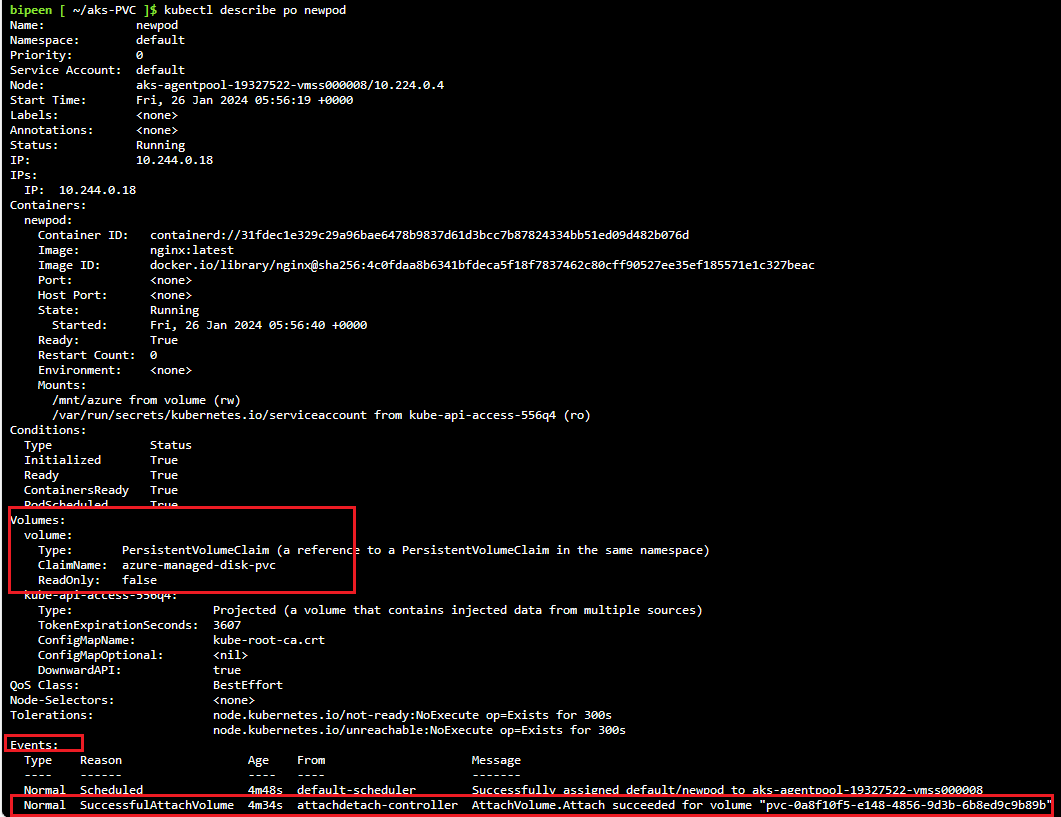 bipeen [ ~/aks-PVC ]$ kubectl describe po newpod
Name:             newpod
Namespace:        default
Priority:         0
Service Account:  default
Node:             aks-agentpool-19327522-vmss000008/10.224.0.4
Start Time:       Fri, 26 Jan 2024 05:56:19 +0000
Labels:           <none>
Annotations:      <none>
Status:           Running
IP:               10.244.0.18
IPs:
  IP:  10.244.0.18
Containers:
  newpod:
    Container ID:   containerd://31fdec1e329c29a96bae6478b9837d61d3bcc7b87824334bb51ed09d482b076d
    Image:          nginx:latest
    Image ID:       docker.io/library/nginx@sha256:4c0fdaa8b6341bfdeca5f18f7837462c80cff90527ee35ef185571e1c327beac
    Port:           <none>
    Host Port:      <none>
    State:          Running
      Started:      Fri, 26 Jan 2024 05:56:40 +0000
    Ready:          True
    Restart Count:  0
    Environment:    <none>
    Mounts:
      /mnt/azure from volume (rw)
      /var/run/secrets/kubernetes.io/serviceaccount from kube-api-access-556q4 (ro)
Conditions:
  Type              Status
  Initialized       True
  Ready             True
  ContainersReady   True
  PodScheduled      True
Volumes:
  volume:
    Type:       PersistentVolumeClaim (a reference to a PersistentVolumeClaim in the same namespace)
    ClaimName:  azure-managed-disk-pvc
    ReadOnly:   false
  kube-api-access-556q4:
    Type:                    Projected (a volume that contains injected data from multiple sources)
    TokenExpirationSeconds:  3607
    ConfigMapName:           kube-root-ca.crt
    ConfigMapOptional:       <nil>
    DownwardAPI:             true
QoS Class:                   BestEffort
Node-Selectors:              <none>
Tolerations:                 node.kubernetes.io/not-ready:NoExecute op=Exists for 300s
                             node.kubernetes.io/unreachable:NoExecute op=Exists for 300s
Events:
  Type    Reason                  Age    From                     Message
  ----    ------                  ----   ----                     -------
  Normal  Scheduled               4m48s  default-scheduler        Successfully assigned default/newpod to aks-agentpool-19327522-vmss000008
  Normal  SuccessfulAttachVolume  4m34s  attachdetach-controller  AttachVolume.Attach succeeded for volume "pvc-0a8f10f5-e148-4856-9d3b-6b8ed9c9b89b"